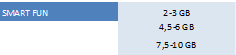 SMART FUN
2-3 GB
4,5-6 GB
7,5-10 GB